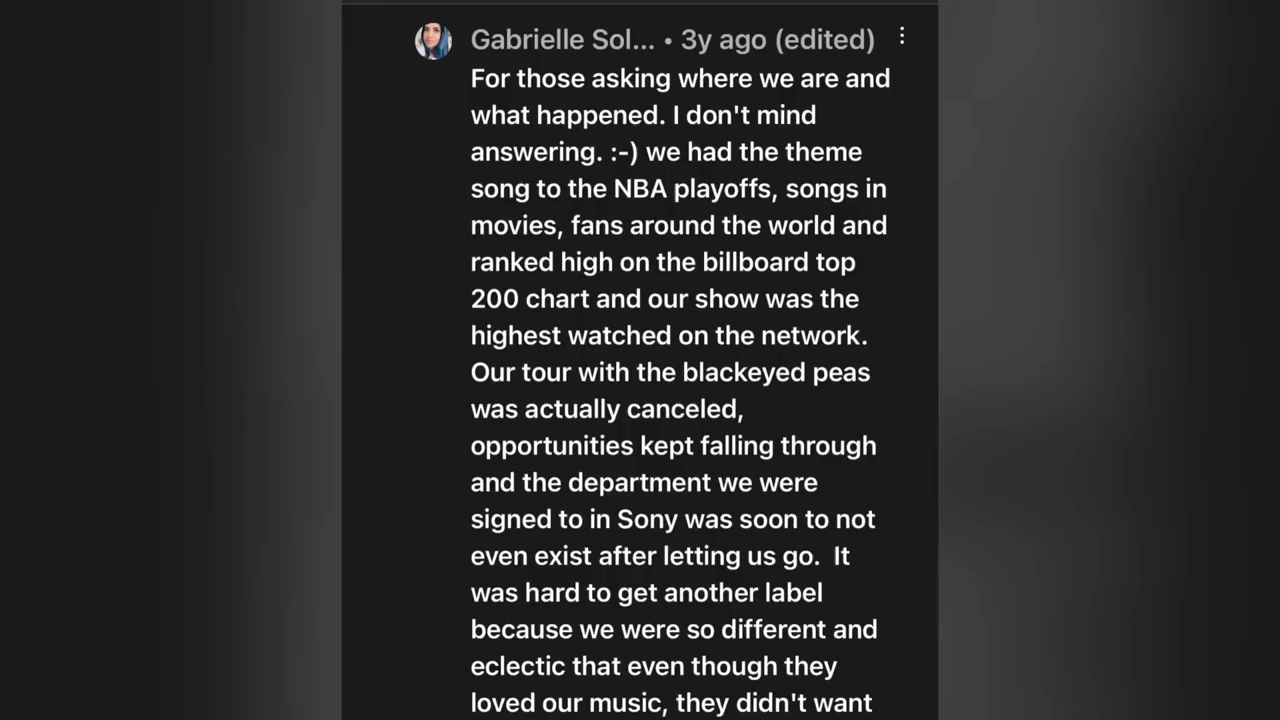 Gabrielle Sol... • 3y ago (edited)
For those asking where we are and
what happened. I don't mind
answering. :-) we had the theme
song to the NBA playoffs, songs in
movies, fans around the world and
ranked high on the billboard top
200 chart and our show was the
highest watched on the network.
Our tour with the blackeyed peas
was actually canceled,
opportunities kept falling through
and the department we were
signed to in Sony was soon to not
even exist after letting us go.  It
was hard to get another label
because we were so different and
eclectic that even though they
loved our music, they didn't want